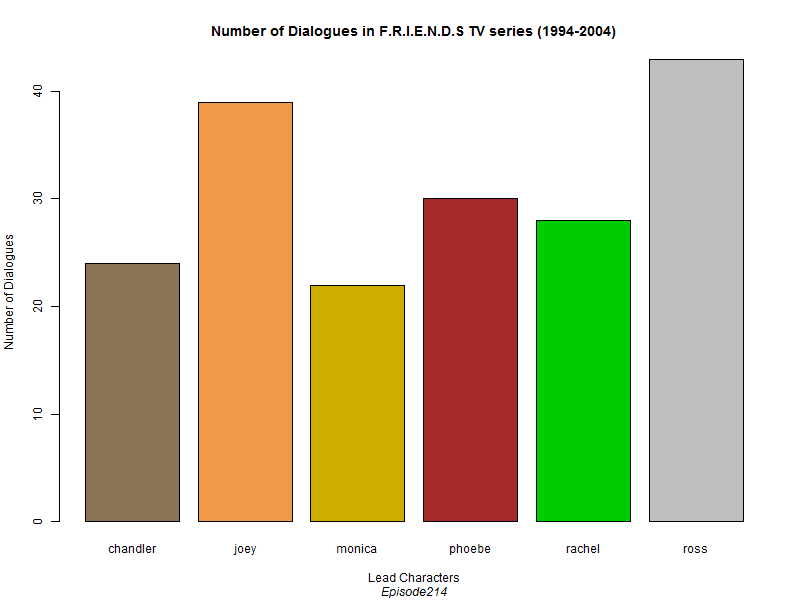 Number of Dialogues in F.R.I.E.N.D.S TV series (1994-2004)
Number of Dialogues
40
30
20
10
0
chandler joey monica phoebe rachel ross
Lead Characters
Episode214